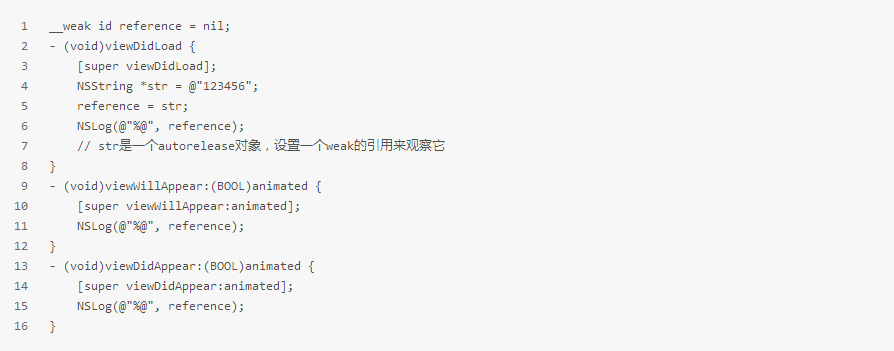 1 __weak id reference = nil;
2 - (void)viewDidLoad {
3     [super viewDidLoad];
4     NSString *str = @"123456";
5     reference = str;
6     NSLog(@"%@", reference);
7     // str是一个autorelease对象，设置一个weak的引用来观察它
8 }
9 - (void)viewWillAppear:(BOOL)animated {
10     [super viewWillAppear:animated];
11     NSLog(@"%@", reference);
12 }
13 - (void)viewDidAppear:(BOOL)animated {
14     [super viewDidAppear:animated];
15     NSLog(@"%@", reference);
16 }